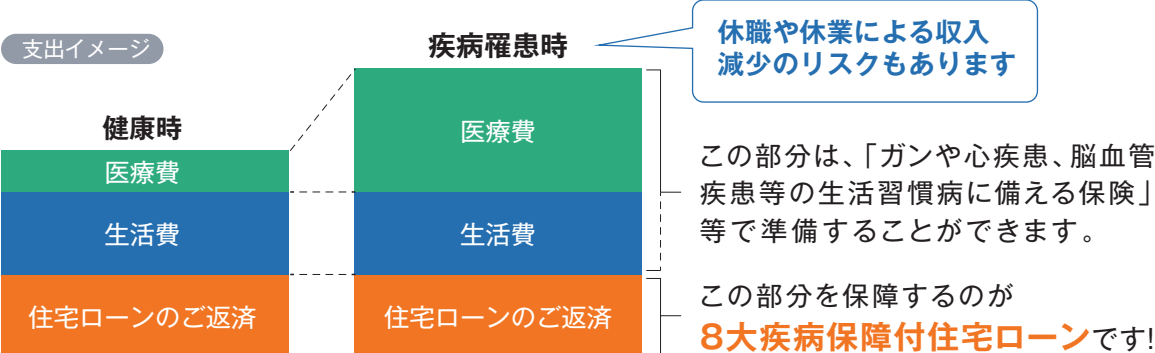 支出イメージ
疾病罹患時
休職や休業による収入
減少のリスクもあります
健康時
医療費
医療費
この部分は、「ガンや心疾患、脳血管
疾患等の生活習慣病に備える保険」
等で準備することができます。
生活費
生活費
住宅ローンのご返済
住宅ローンのご返済
この部分を保障するのが
8大疾病保障付住宅ローンです!